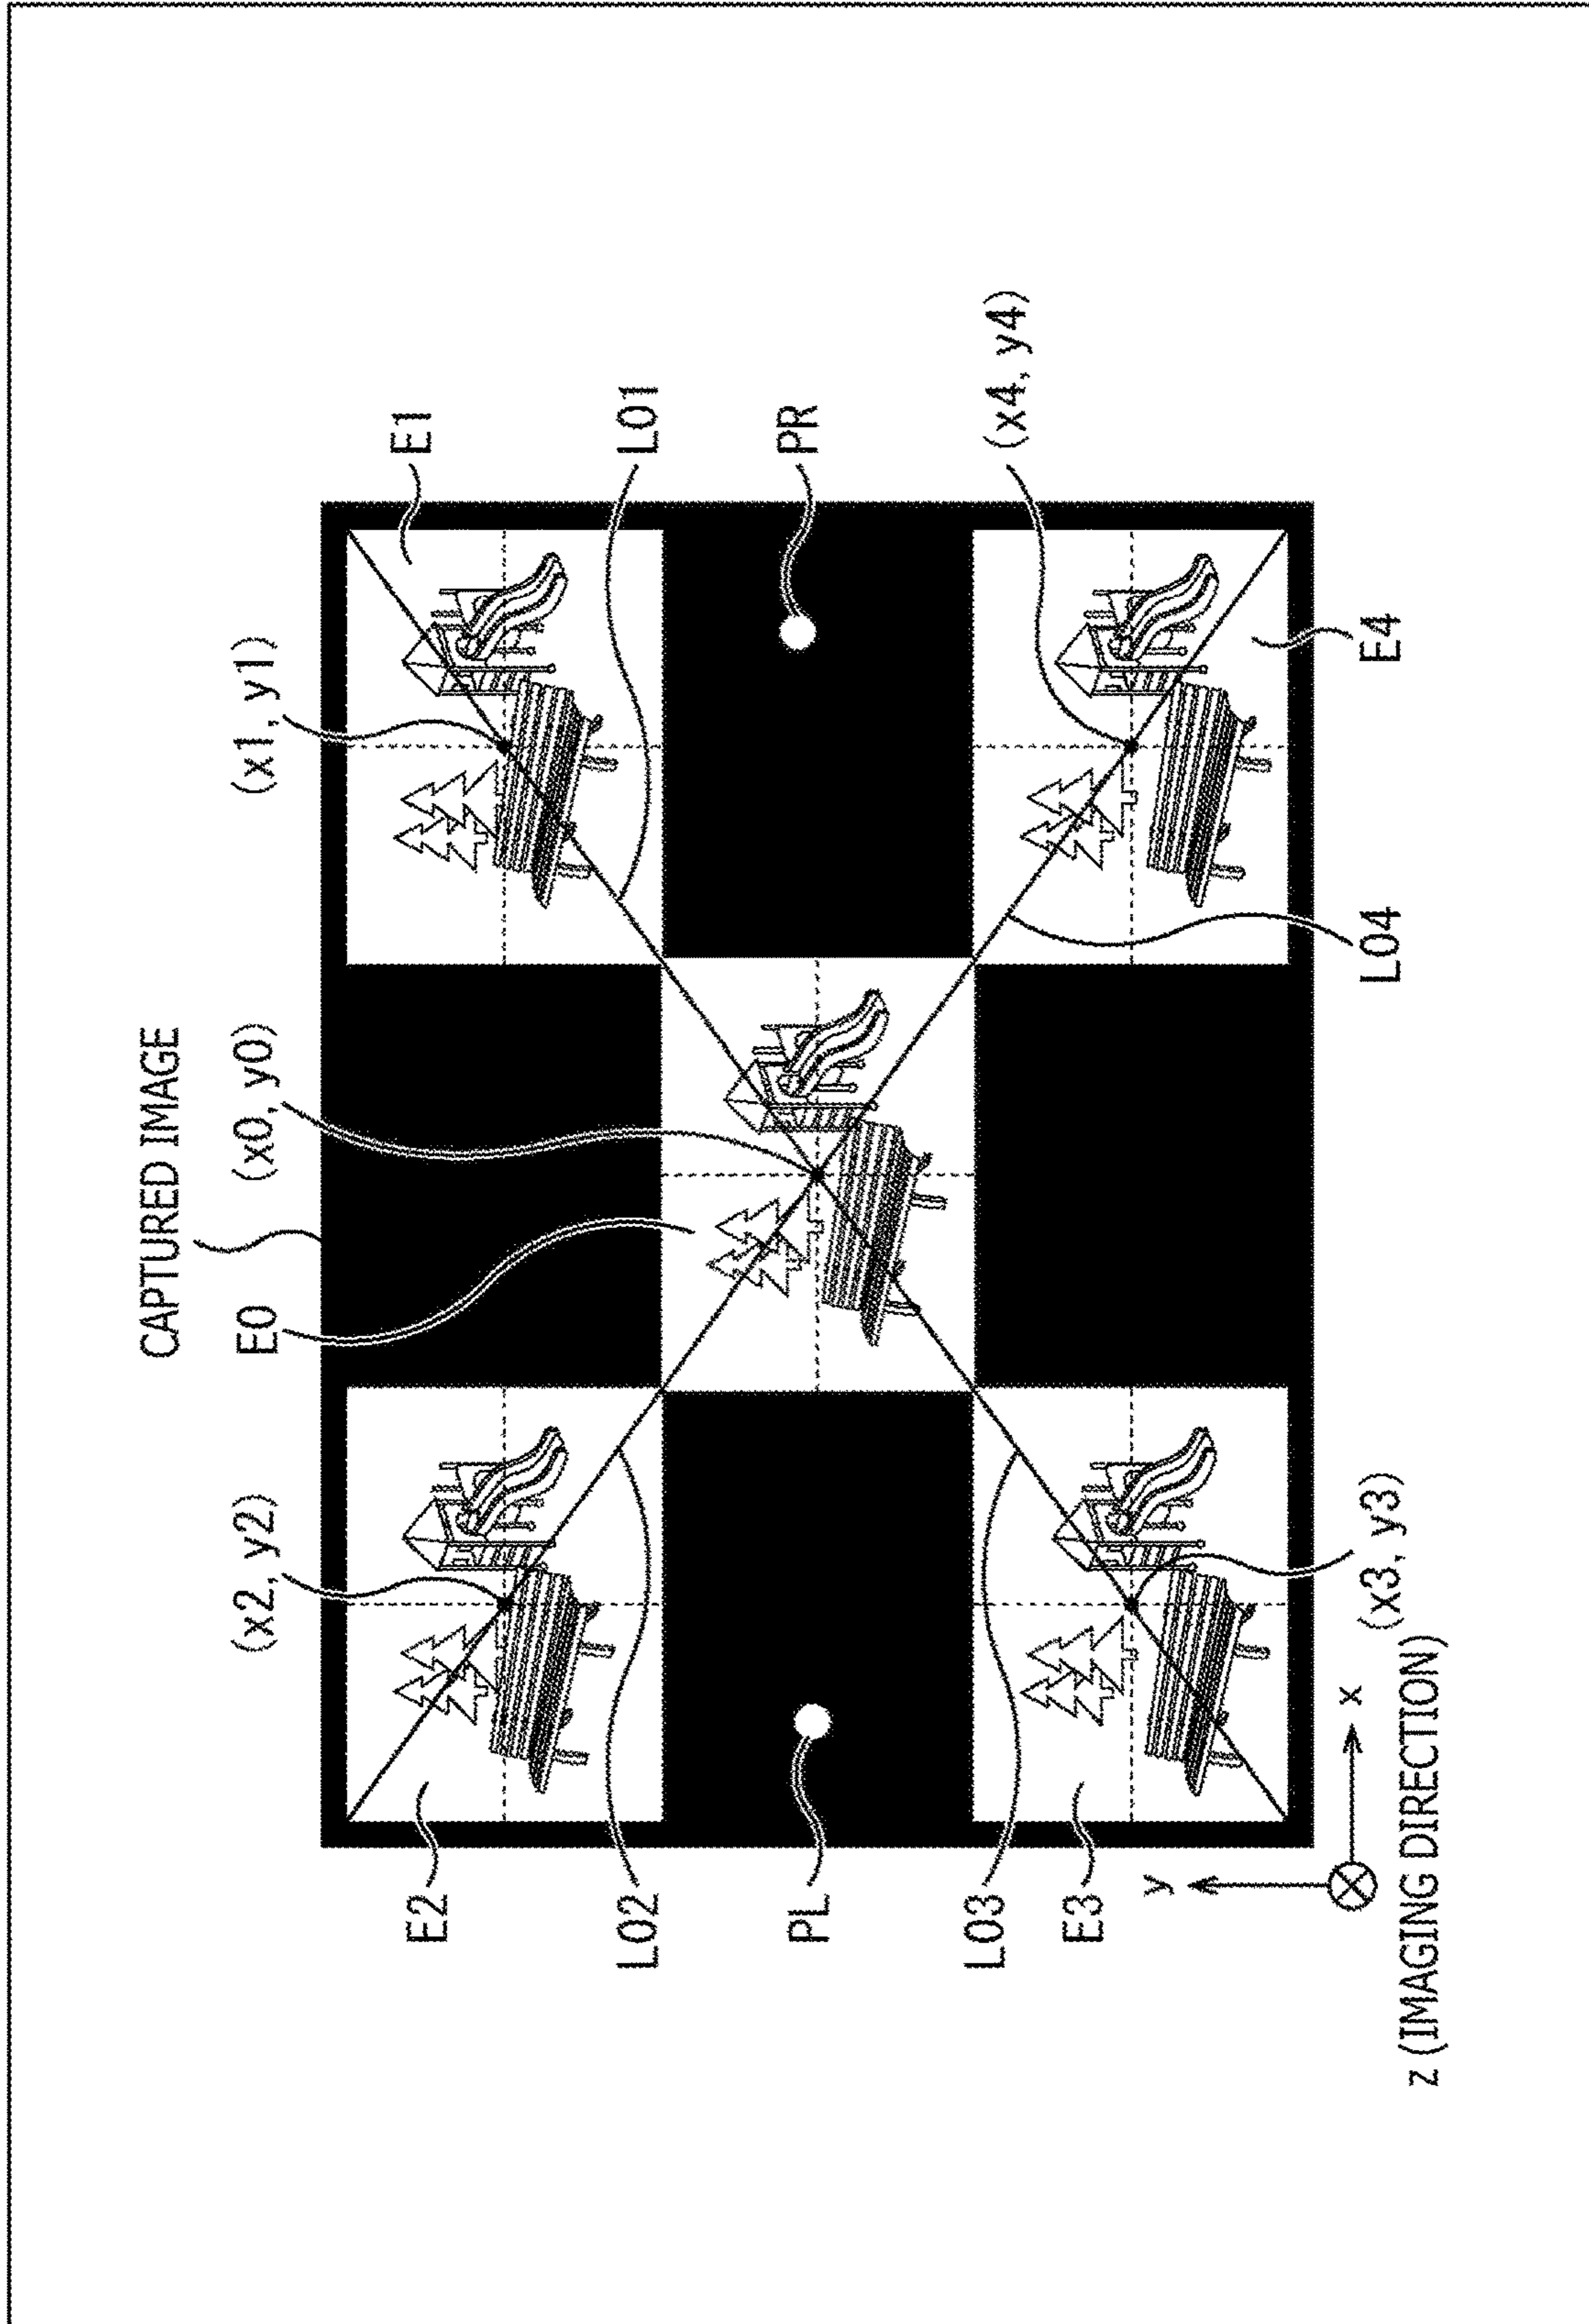 CAPTURED IMAGE
(x2, y2)
E0
(x0, y0)
(x1, y1)
E2
E1
L02
L01
PL
PR
L03
(x4, y4)
E3
y
x
z (IMAGING DIRECTION)
(x3, y3)
L04
E4